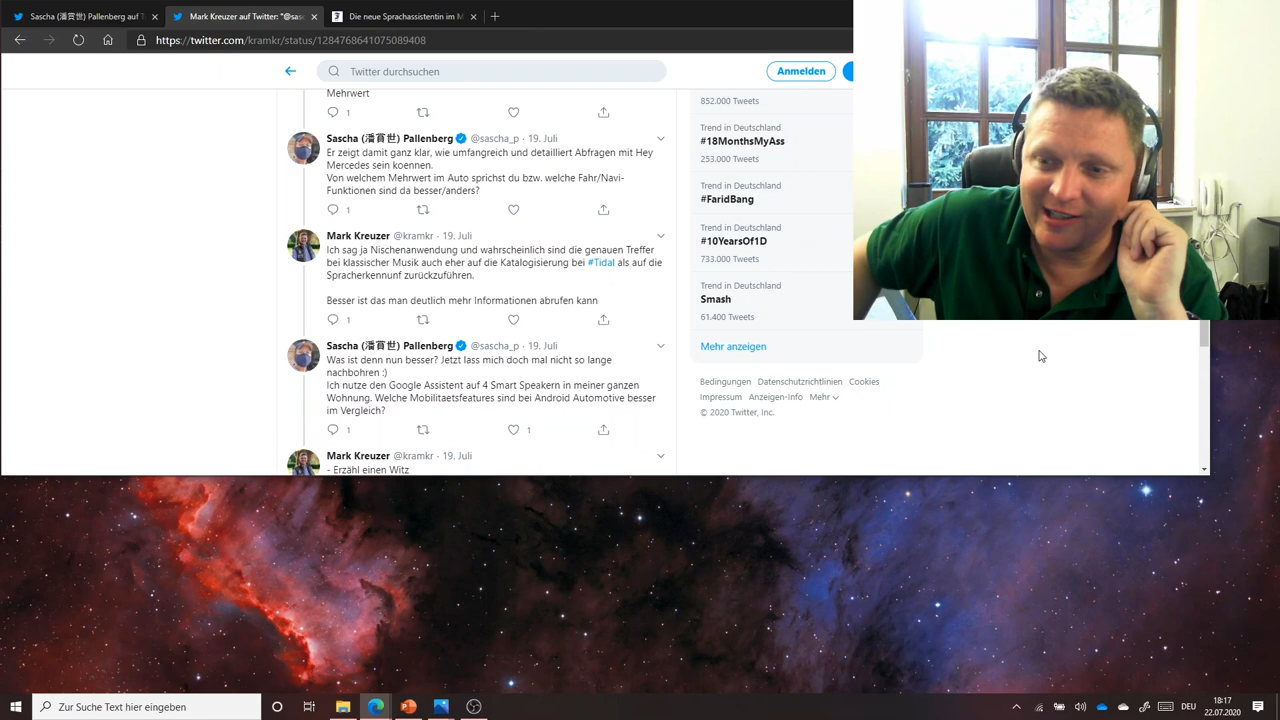 Sascha (潘賞世) Pallenberg auf T
Mark Kreuzer auf Twitter: "@sasc
Die neue Sprachassistentin im M
https://twitter.com/kramkr/status/1284768641075089408
Twitter durchsuchen
Anmelden
Mehrwert
1
Sascha (潘賞世) Pallenberg @sascha_p · 19. Juli
Er zeigt damit ganz klar, wie umfangreich und detailliert Abfragen mit Hey
Mercedes sein koennen.
Von welchem Mehrwert im Auto sprichst du bzw. welche Fahr/Navi-
Funktionen sind da besser/anders?
1
Mark Kreuzer @kramkr · 19. Juli
Ich sag ja Nischenanwendung und wahrscheinlich sind die genauen Treffer
bei klassischer Musik auch eher auf die Katalogisierung bei #Tidal als auf die
Spracherkennunf zurückzuführen.
Besser ist das man deutlich mehr Informationen abrufen kann
1
Sascha (潘賞世) Pallenberg @sascha_p · 19. Juli
Was ist denn nun besser? Jetzt lass mich doch mal nicht so lange
nachbohren :)
Ich nutze den Google Assistent auf 4 Smart Speakern in meiner ganzen
Wohnung. Welche Mobilitaetsfeatures sind bei Android Automotive besser
im Vergleich?
1 1
Mark Kreuzer @kramkr · 19. Juli
- Erzähl einen Witz
852.000 Tweets
Trend in Deutschland
#18MonthsMyAss
253.000 Tweets
Trend in Deutschland
#FaridBang
Trend in Deutschland
#10YearsOf1D
733.000 Tweets
Trend in Deutschland
Smash
61.400 Tweets
Mehr anzeigen
Bedingungen Datenschutzrichtlinien Cookies
Impressum Anzeigen-Info Mehr
© 2020 Twitter, Inc.
Zur Suche Text hier eingeben
DEU
18:17
22.07.2020